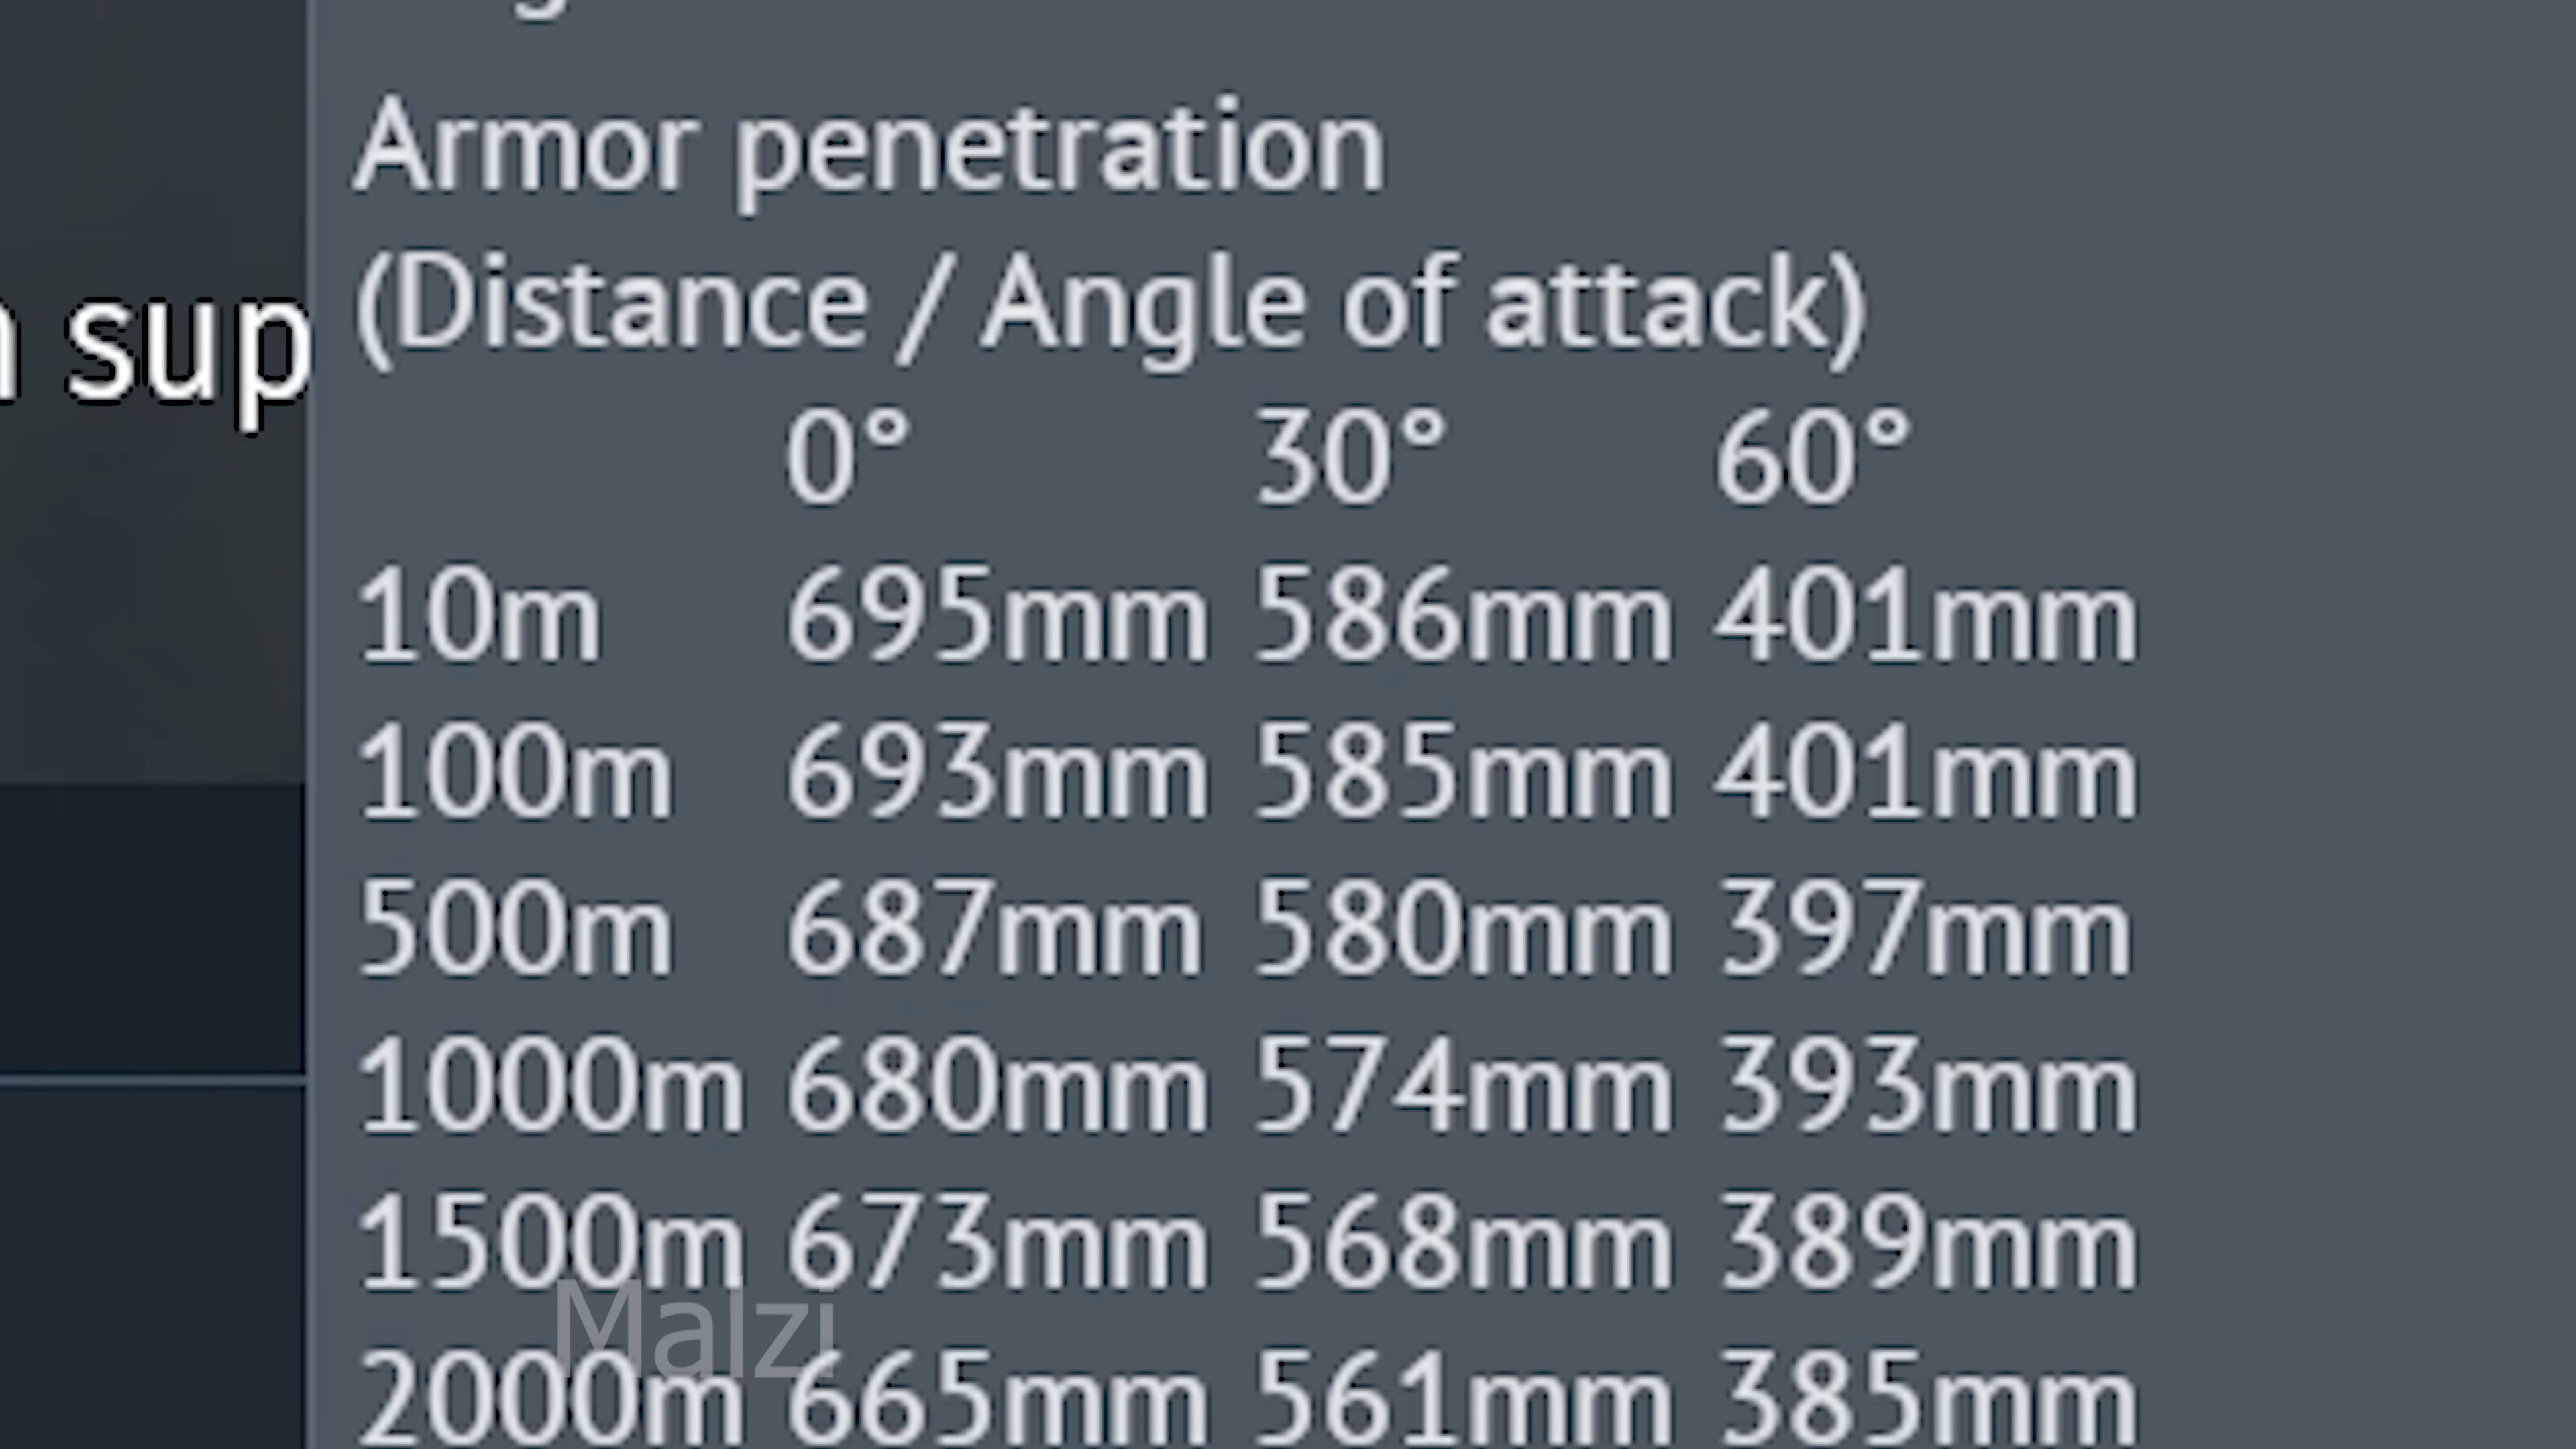 Armor penetration
(Distance / Angle of attack)
sup
0° 30° 60°
10m 695mm 586mm 401mm
100m 693mm 585mm 401mm
500m 687mm 580mm 397mm
1000m 680mm 574mm 393mm
1500m 673mm 568mm 389mm
Malzi
2000m 665mm 561mm 385mm